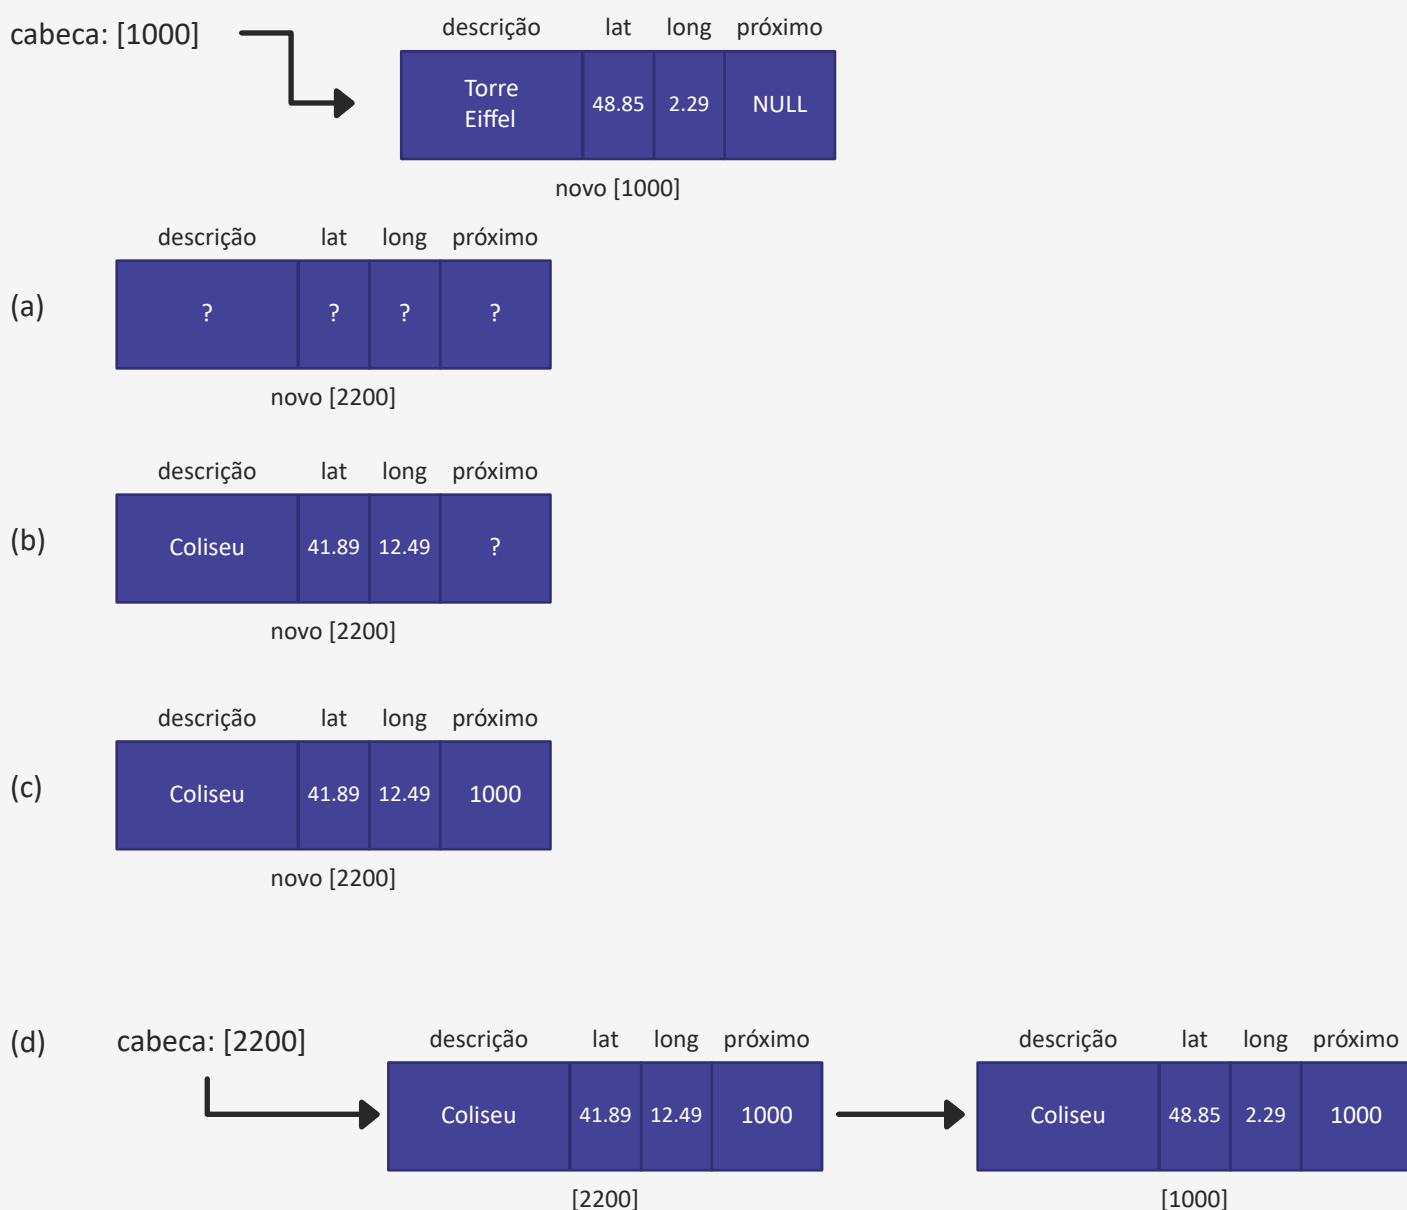 cabeca: [1000]
descrição lat long próximo
Torre
Eiffel
48.85 2.29 NULL
novo [1000]
descrição lat long próximo
(a) ? ? ? ?
novo [2200]
descrição lat long próximo
(b) Coliseu 41.89 12.49 ?
novo [2200]
descrição lat long próximo
(c) Coliseu 41.89 12.49 1000
novo [2200]
(d) cabeca: [2200] descrição lat long próximo descrição lat long próximo
Coliseu 41.89 12.49 1000 Coliseu 48.85 2.29 1000
[2200] [1000]